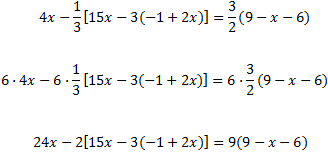 4x − 1/3[15x − 3(−1 + 2x)] = 3/2(9 − x − 6)
6 · 4x − 6 · 1/3[15x − 3(−1 + 2x)] = 6 · 3/2(9 − x − 6)
24x − 2[15x − 3(−1 + 2x)] = 9(9 − x − 6)